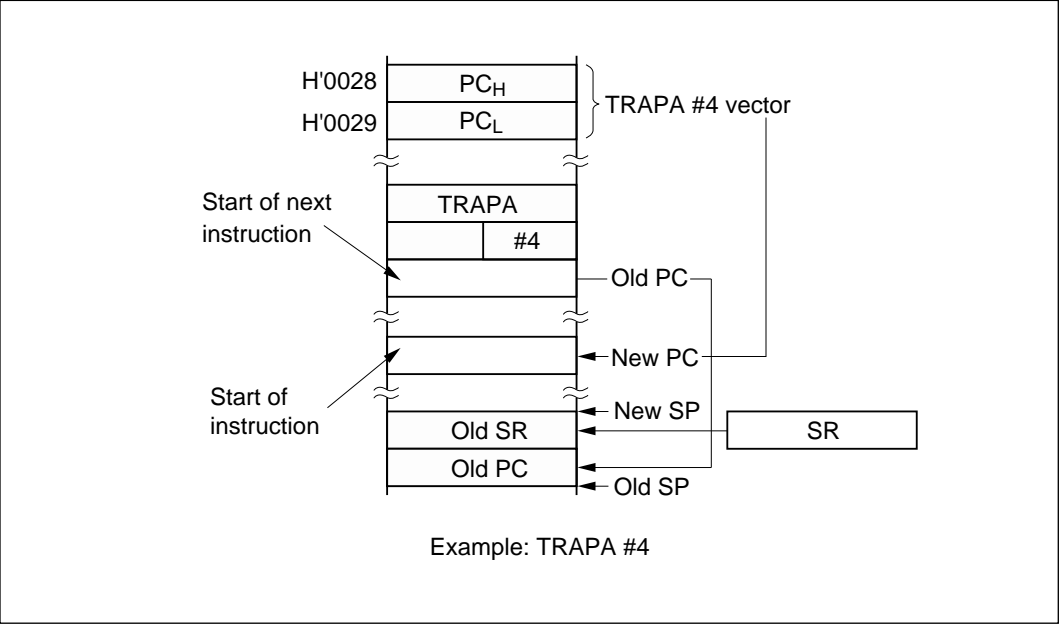 H'0028
PCH
H'0029
PCL
TRAPA #4 vector
Start of next
instruction
TRAPA
#4
Old PC
New PC
Start of
instruction
New SP
Old SR
SR
Old PC
Old SP
Example: TRAPA #4